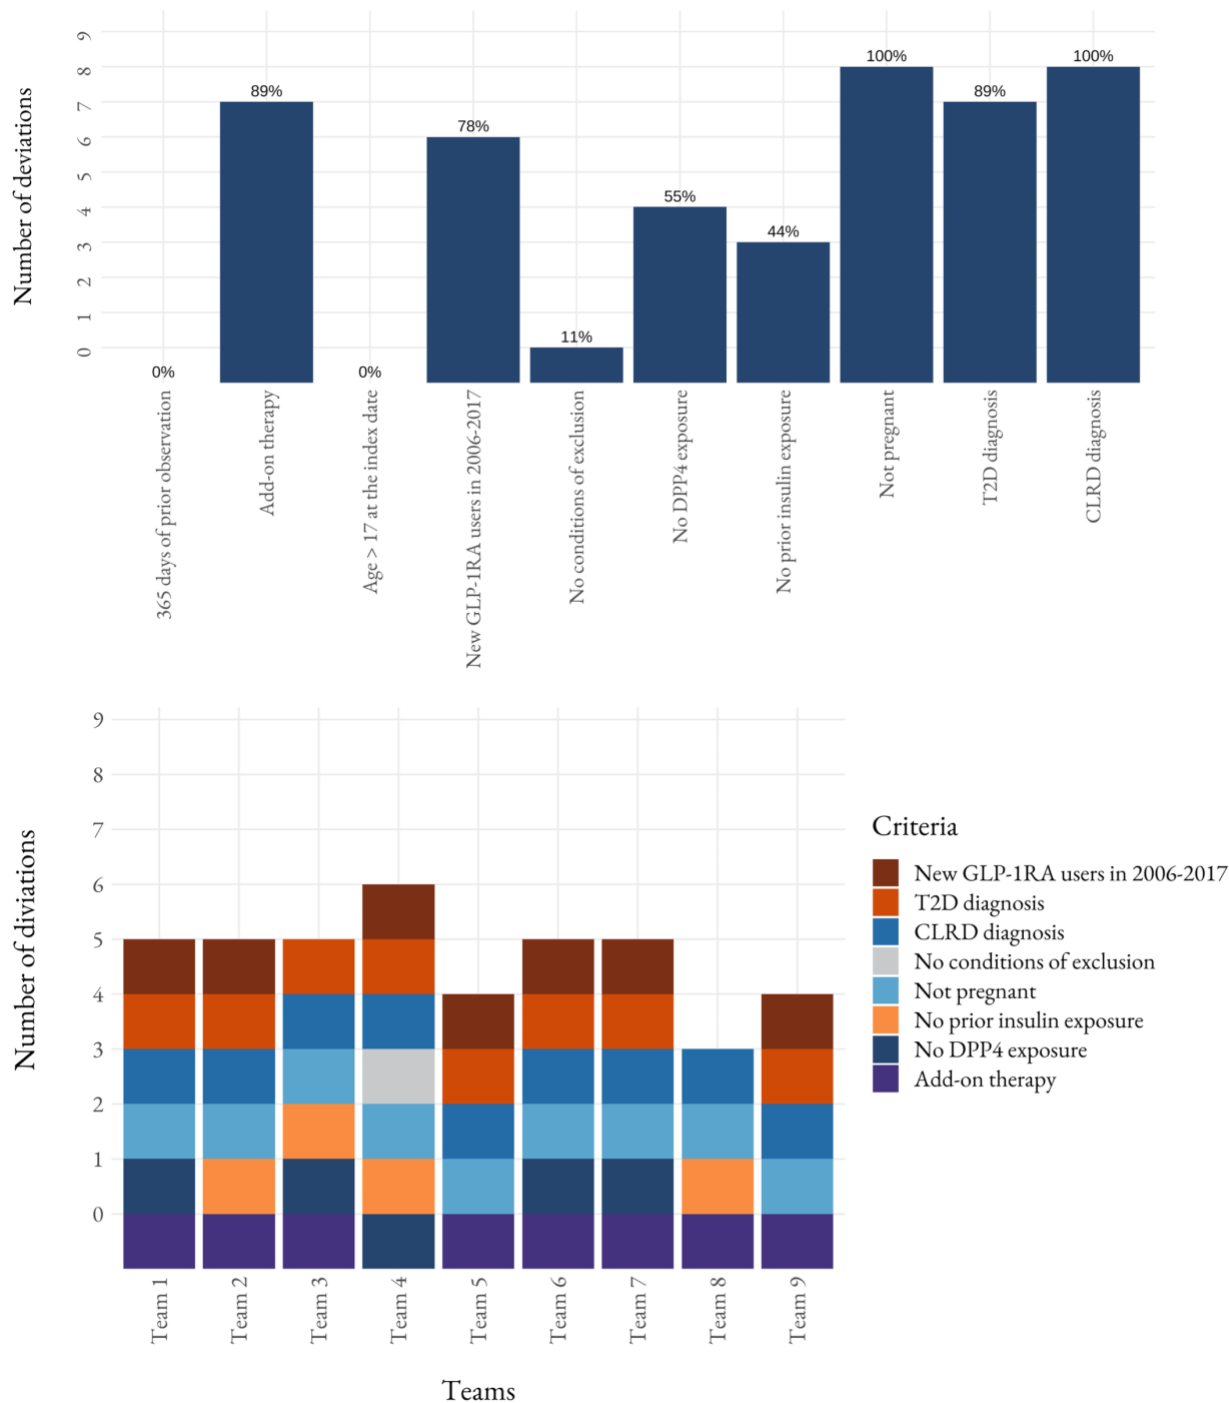 Number of deviations
9
8
7
6
5
4
3
2
1
0
0%
89%
0%
78%
11%
55%
44%
100%
89%
100%
365 days of prior observation
Add-on therapy
Age > 17 at the index date
New GLP-1RA users in 2006-2017
No conditions of exclusion
No DPP4 exposure
No prior insulin exposure
Not pregnant
T2D diagnosis
CLRD diagnosis
Number of diviations
9
8
7
6
5
4
3
2
1
0
Team 1
Team 2
Team 3
Team 4
Team 5
Team 6
Team 7
Team 8
Team 9
Teams
Criteria
New GLP-1RA users in 2006-2017
T2D diagnosis
CLRD diagnosis
No conditions of exclusion
Not pregnant
No prior insulin exposure
No DPP4 exposure
Add-on therapy